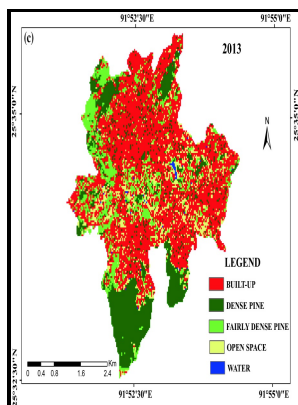 91°52'30"E 91°55'0"E
(c)
2013
25°35'0"N 25°35'0"N
N
LEGEND
BUILT-UP
DENSE PINE
FAIRLY DENSE PINE
OPEN SPACE
WATER
0 0.4 0.8 1.6 2.4 Km
25°32'30"N 25°32'30"N
91°52'30"E 91°55'0"E